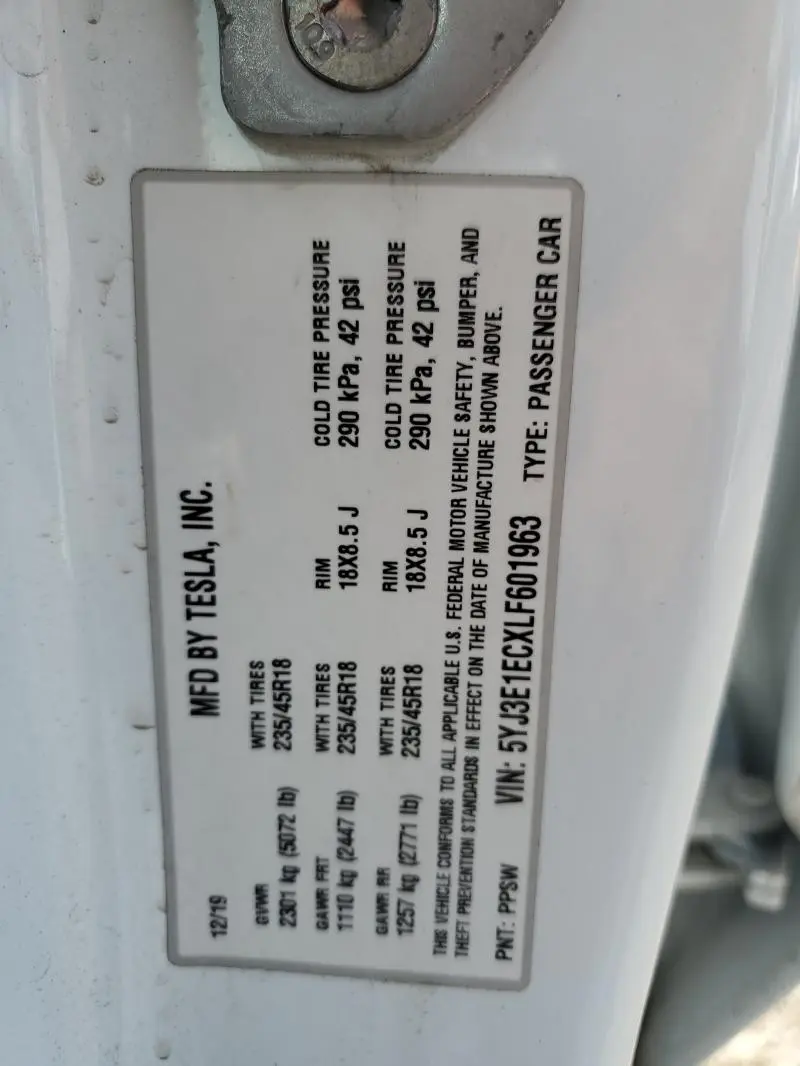 MFD BY TESLA, INC.
12/19
GVWR WITH TIRES
2301 kg (5072 lb) 235/45R18
GAWR FRT WITH TIRES RIM COLD TIRE PRESSURE
1110 kg (2447 lb) 235/45R18 18X8.5 J 290 kPa, 42 psi
GAWR RR WITH TIRES RIM COLD TIRE PRESSURE
1257 kg (2771 lb) 235/45R18 18X8.5 J 290 kPa, 42 psi
THIS VEHICLE CONFORMS TO ALL APPLICABLE U.S. FEDERAL MOTOR VEHICLE SAFETY, BUMPER, AND
THEFT PREVENTION STANDARDS IN EFFECT ON THE DATE OF MANUFACTURE SHOWN ABOVE.
PNT: PPSW VIN: 5YJ3E1ECXLF601963 TYPE: PASSENGER CAR